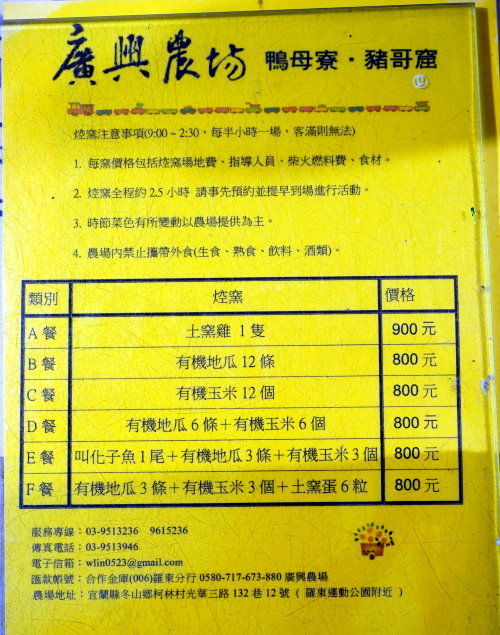 廣興農場 鴨母寮·豬哥窟
焢窯注意事項(9:00~2:30，每半小時一場，客滿則無法)
1. 每窯價格包括焢窯場地費、指導人員、柴火燃料費、食材。
2. 焢窯全程約2.5小時 請事先預約並提早到場進行活動。
3. 時節菜色有所變動以農場提供為主。
4. 農場內禁止攜帶外食(生食、熟食、飲料、酒類)。
類別 焢窯 價格
A餐 土窯雞 1隻 900元
B餐 有機地瓜12條 800元
C餐 有機玉米12個 800元
D餐 有機地瓜6條＋有機玉米6個 800元
E餐 叫化子魚1尾＋有機地瓜3條＋有機玉米3個 800元
F餐 有機地瓜3條＋有機玉米3個＋土窯蛋6粒 800元
服務專線：03-9513236 9615236
傳真電話：03-9513946
電子信箱：wlin0523@gmail.com
匯款帳號：合作金庫(006)羅東分行 0580-717-673-880 廣興農場
農場地址：宜蘭縣冬山鄉柯林村光華三路132巷12號（羅東運動公園附近）